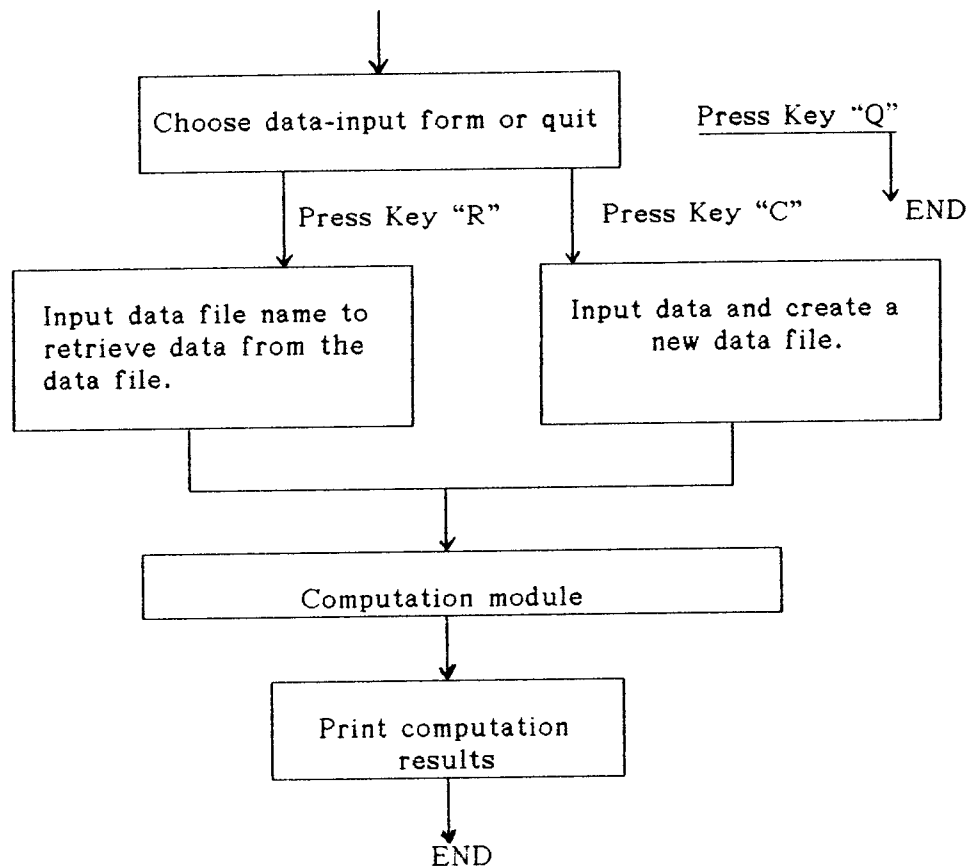 Choose data-input form or quit
Press Key “Q”
END
Press Key “R”
Press Key “C”
Input data file name to
retrieve data from the
data file.
Input data and create a
new data file.
Computation module
Print computation
results
END